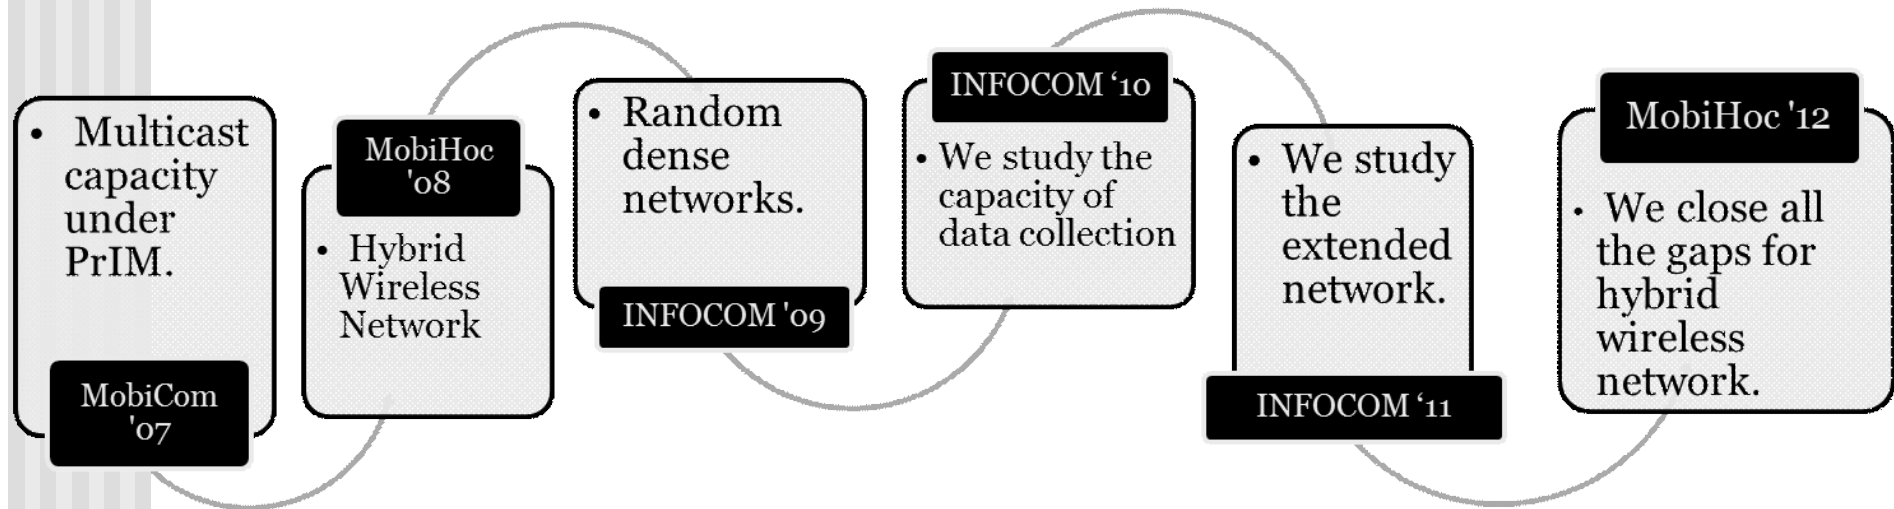 • Multicast
capacity
under
PrIM.
MobiCom
'07
MobiHoc
'08
• Hybrid
Wireless
Network
• Random
dense
networks.
INFOCOM '09
INFOCOM ‘10
• We study the
capacity of
data collection
• We study
the
extended
network.
INFOCOM ‘11
MobiHoc '12
• We close all
the gaps for
hybrid
wireless
network.